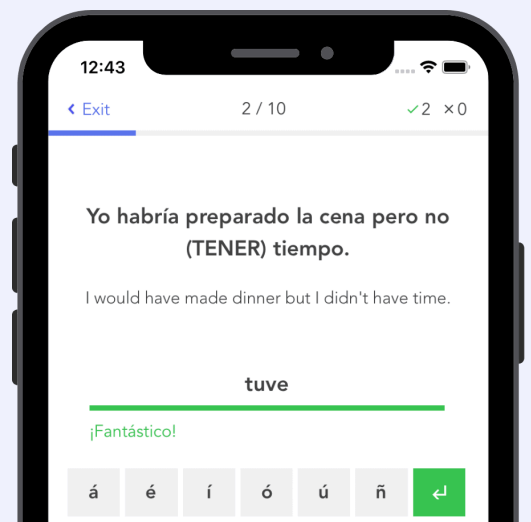 12:43
Exit 2 / 10 ✓2 ×0
Yo habría preparado la cena pero no
(TENER) tiempo.
I would have made dinner but I didn't have time.
tuve
¡Fantástico!
á é í ó ú ñ